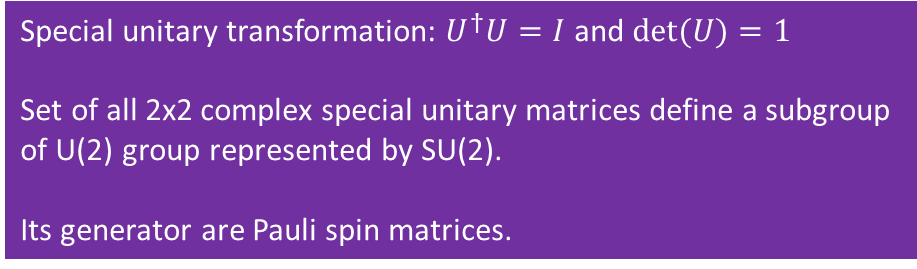 Special unitary transformation: U†U = I and det(U) = 1
Set of all 2x2 complex special unitary matrices define a subgroup
of U(2) group represented by SU(2).
Its generator are Pauli spin matrices.